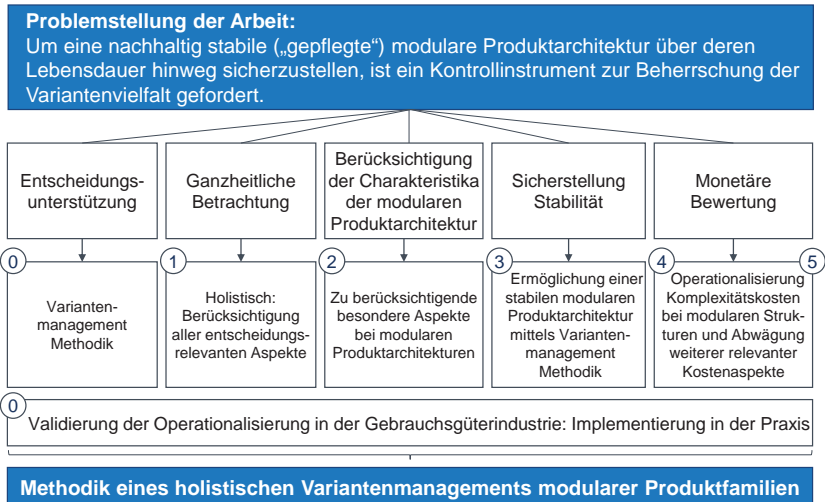 Problemstellung der Arbeit:
Um eine nachhaltig stabile („gepflegte“) modulare Produktarchitektur über deren
Lebensdauer hinweg sicherzustellen, ist ein Kontrollinstrument zur Beherrschung der
Variantenvielfalt gefordert.
Entscheidungs-
unterstützung
Ganzheitliche
Betrachtung
Berücksichtigung
der Charakteristika
der modularen
Produktarchitektur
Sicherstellung
Stabilität
Monetäre
Bewertung
0
Varianten-
management
Methodik
1
Holistisch:
Berücksichtigung
aller entscheidungs-
relevanten Aspekte
2
Zu berücksichtigende
besondere Aspekte
bei modularen
Produktarchitekturen
3
Ermöglichung einer
stabilen modularen
Produktarchitektur
mittels Varianten-
management
Methodik
4
5
Operationalisierung
Komplexitätskosten
bei modularen Struk-
turen und Abwägung
weiterer relevanter
Kostenaspekte
0
Validierung der Operationalisierung in der Gebrauchsgüterindustrie: Implementierung in der Praxis
Methodik eines holistischen Variantenmanagements modularer Produktfamilien